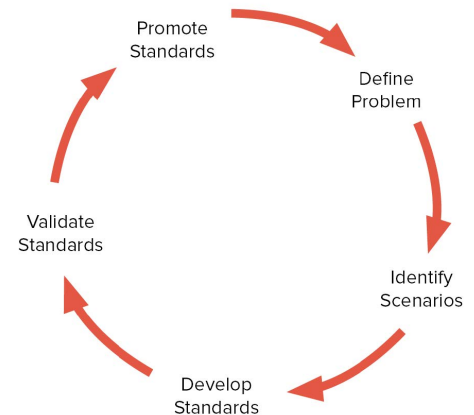 Promote
Standards
Define
Problem
Identify
Scenarios
Develop
Standards
Validate
Standards